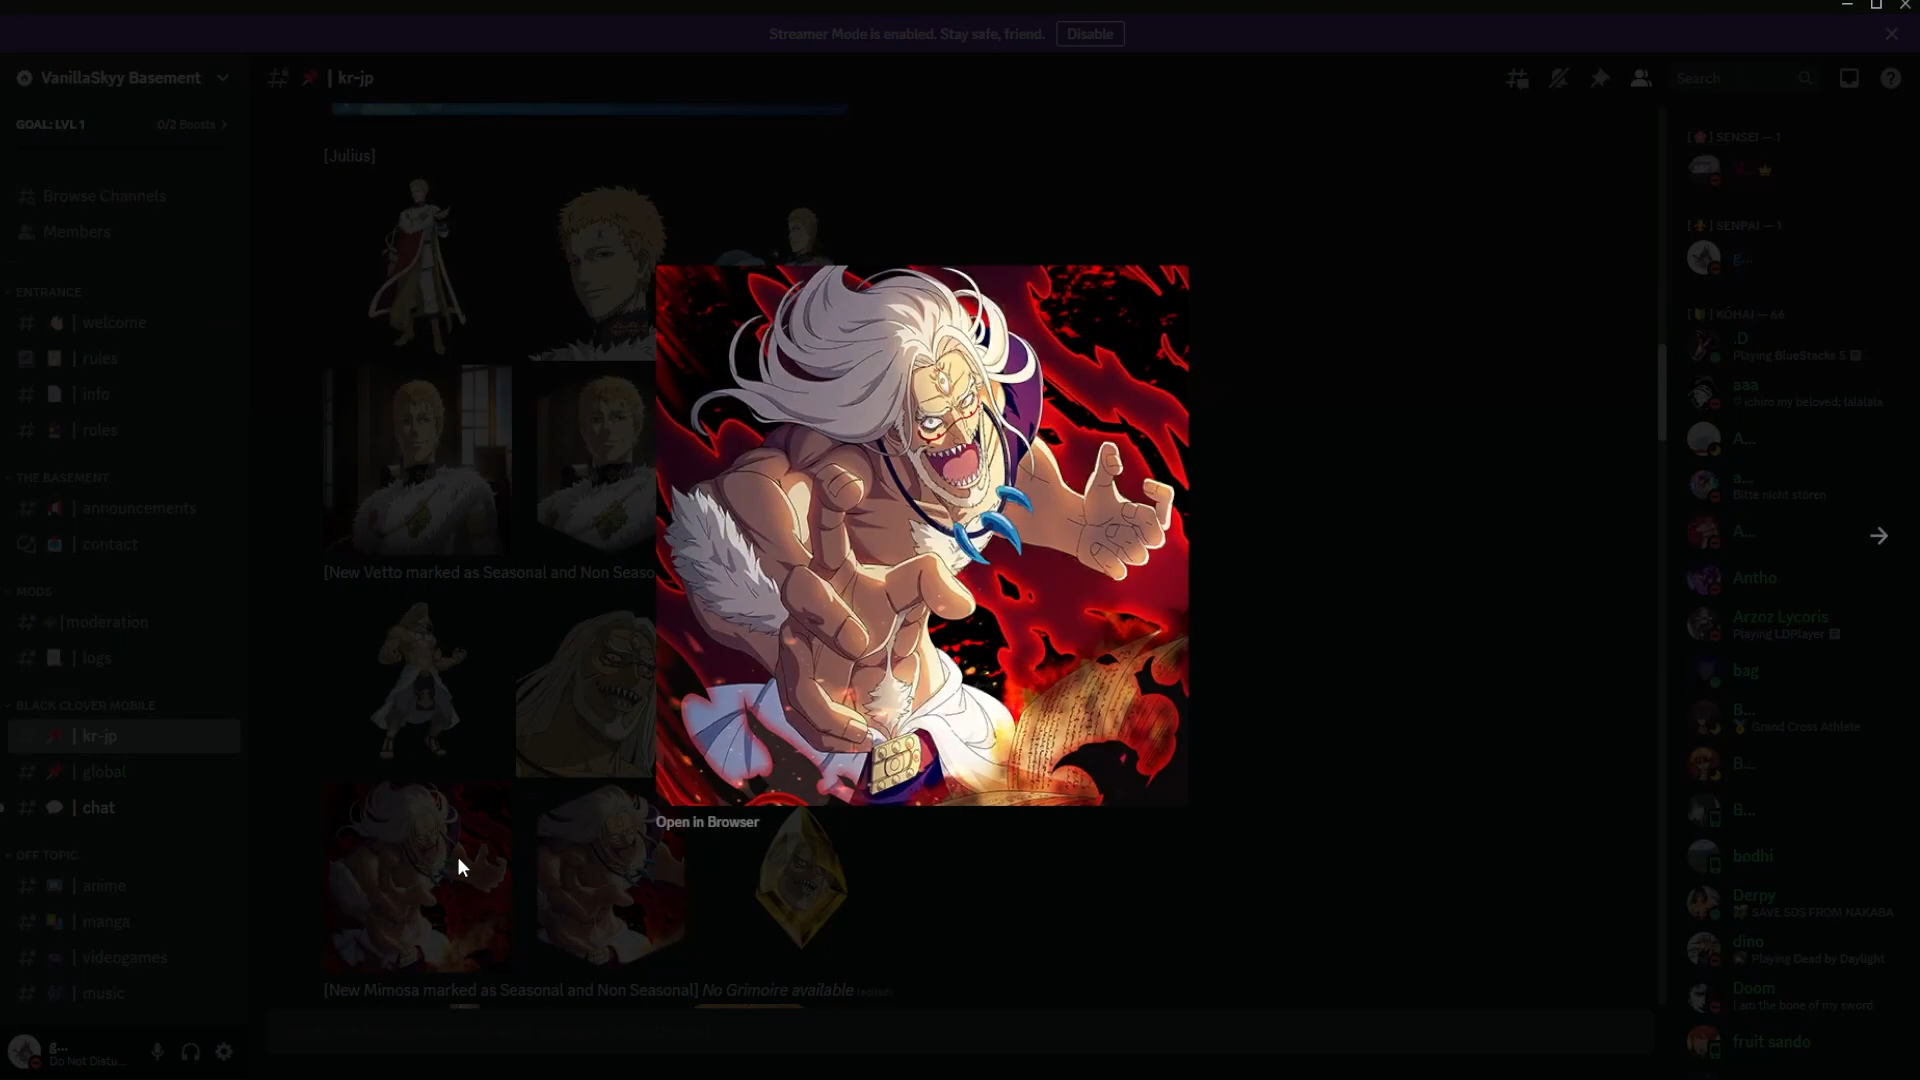 Streamer Mode is enabled. Stay safe, friend. Disable
VanillaSkyy Basement
GOAL: LVL 1 0/2 Boosts
Browse Channels
Members
ENTRANCE
| welcome
| rules
| info
| roles
THE BASEMENT
| announcements
| contact
MODS
|moderation
| logs
BLACK CLOVER MOBILE
| kr-jp
| global
| chat
OFF TOPIC
| anime
| manga
| videogames
| music
g...
Do Not Distu...
| kr-jp
Search
[Julius]
[New Vetto marked as Seasonal and Non Seaso
Open in Browser
[New Mimosa marked as Seasonal and Non Seasonal] No Grimoire available (edited)
[ ] SENSEI — 1
[ ] SENPAI — 1
g...
[ ] KŌHAI — 66
.D
Playing BlueStacks 5
aaa
ichiro my beloved; lalalala
A...
a...
Bitte nicht stören
A...
Antho
Arzoz Lycoris
Playing LDPlayer
bag
B...
Grand Cross Athlete
B...
B...
bodhi
Derpy
SAVE SDS FROM NAKABA
dino
Playing Dead by Daylight
Doom
I am the bone of my sword
fruit sando